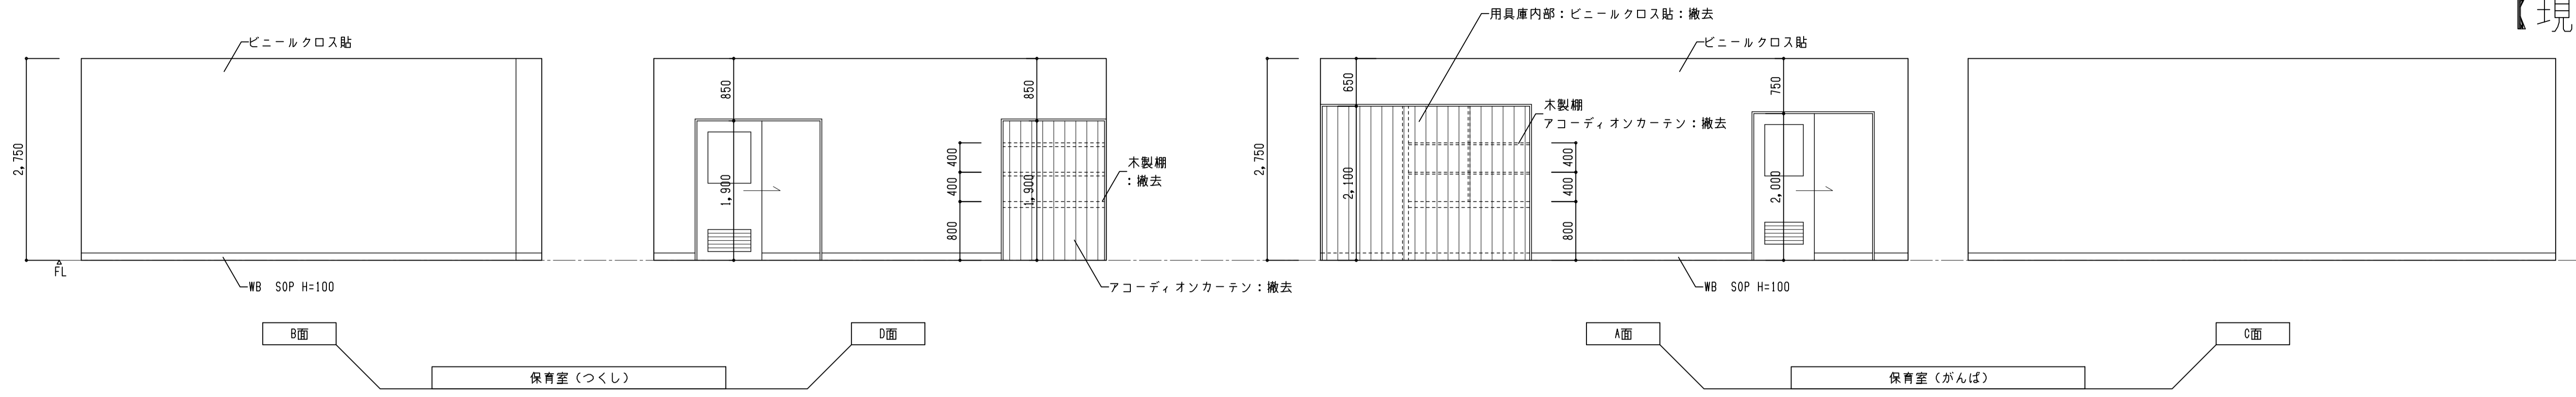 【現
用具庫内部：ビニールクロス貼：撤去
ビニールクロス貼
ビニールクロス貼
850
850
650
750
木製棚
アコーディオンカーテン：撤去
2,750
400
400
800
1,900
1,900
木製棚
：撤去
2,750
2,100
400
400
800
2,000
FL
WB SOP H=100
アコーディオンカーテン：撤去
WB SOP H=100
B面
D面
A面
C面
保育室（つくし）
保育室（がんば）